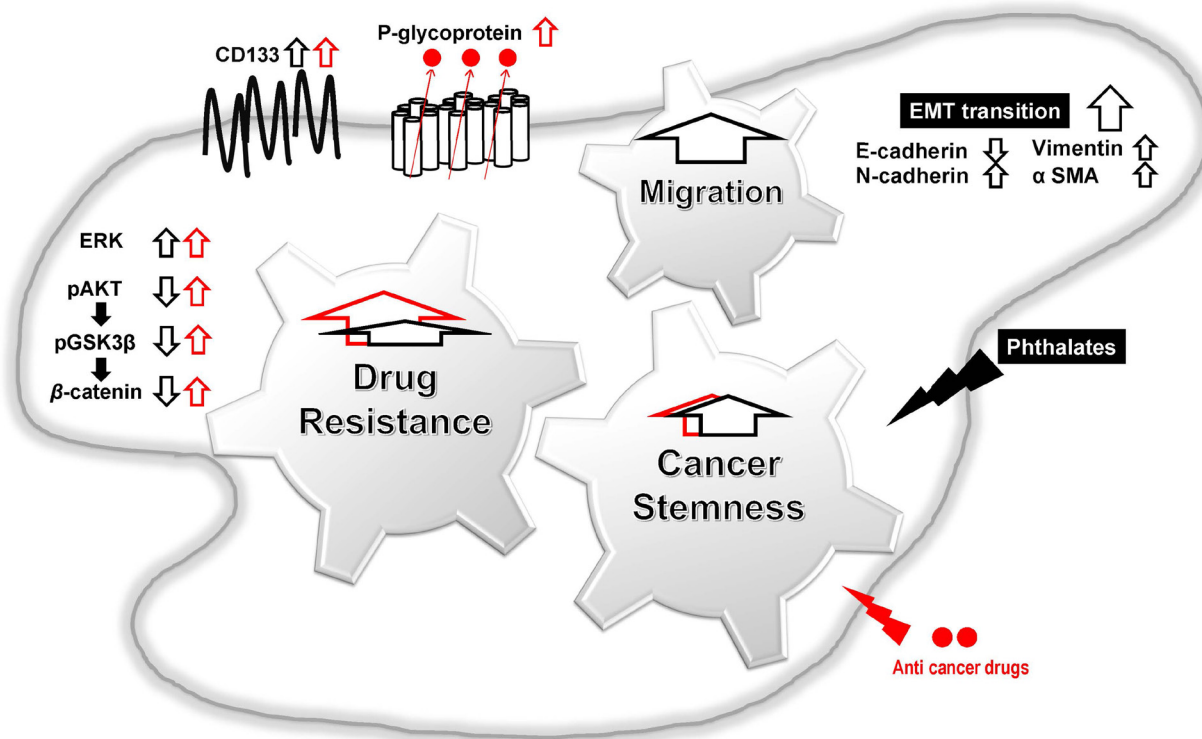 P-glycoprotein
CD133
EMT transition
E-cadherin
Vimentin
N-cadherin
α SMA
Migration
ERK
pAKT
pGSK3β
β-catenin
Phthalates
Drug
Resistance
Cancer
Stemness
Anti cancer drugs